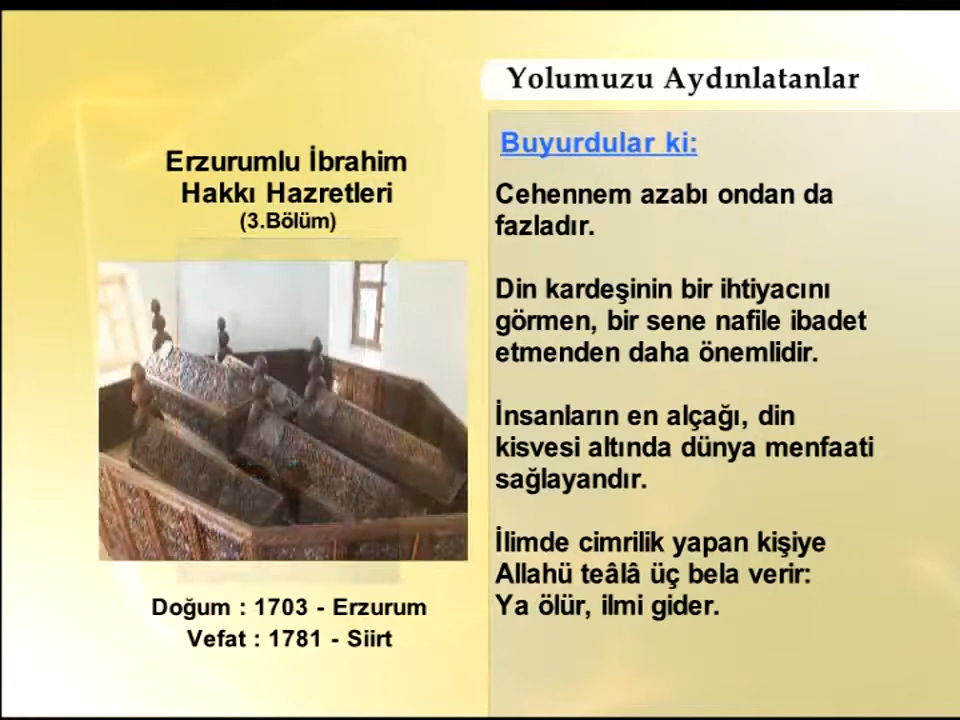 Yolumuzu Aydınlatanlar
Erzurumlu İbrahim
Hakkı Hazretleri
(3.Bölüm)
Doğum : 1703 - Erzurum
Vefat : 1781 - Siirt
Buyurdular ki:
Cehennem azabı ondan da
fazladır.
Din kardeşinin bir ihtiyacını
görmen, bir sene nafile ibadet
etmenden daha önemlidir.
İnsanların en alçağı, din
kisvesi altında dünya menfaati
sağlayandır.
İlimde cimrilik yapan kişiye
Allahü teâlâ üç bela verir:
Ya ölür, ilmi gider.